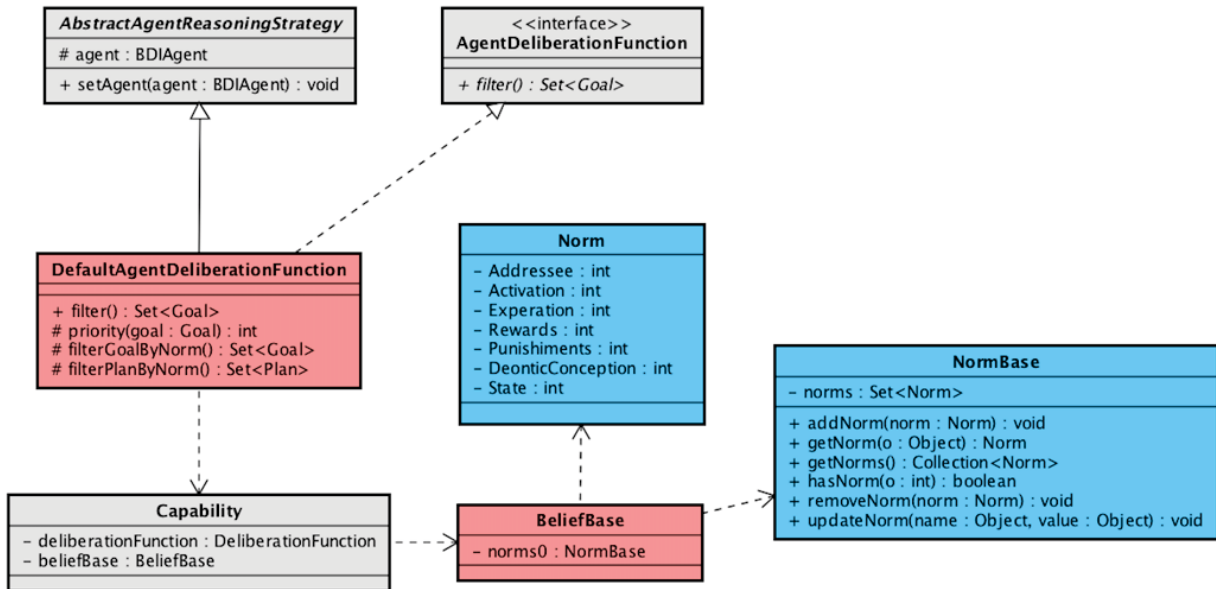 AbstractAgentReasoningStrategy
# agent : BDIAgent
+ setAgent(agent : BDIAgent) : void
<<interface>>
AgentDeliberationFunction
+ filter() : Set<Goal>
DefaultAgentDeliberationFunction
+ filter() : Set<Goal>
# priority(goal : Goal) : int
# filterGoalByNorm() : Set<Goal>
# filterPlanByNorm() : Set<Plan>
Norm
- Addressee : int
- Activation : int
- Experation : int
- Rewards : int
- Punishiments : int
- DeonticConception : int
- State : int
NormBase
- norms : Set<Norm>
+ addNorm(norm : Norm) : void
+ getNorm(o : Object) : Norm
+ getNorms() : Collection<Norm>
+ hasNorm(o : int) : boolean
+ removeNorm(norm : Norm) : void
+ updateNorm(name : Object, value : Object) : void
Capability
- deliberationFunction : DeliberationFunction
- beliefBase : BeliefBase
BeliefBase
- norms0 : NormBase